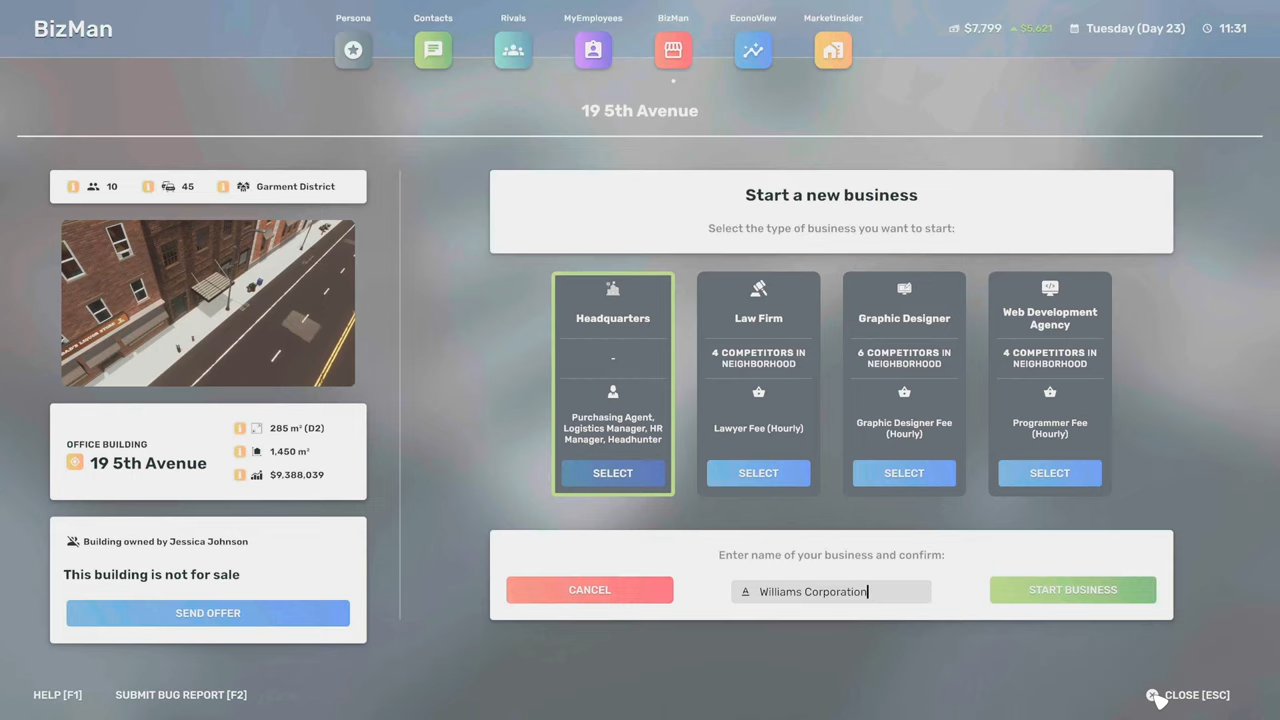 BizMan
Persona
Contacts
Rivals
MyEmployees
BizMan
EconoView
MarketInsider
$7,799
$5,621
Tuesday (Day 23)
11:31
19 5th Avenue
10
45
Garment District
OFFICE BUILDING
19 5th Avenue
285 m² (D2)
1,450 m²
$9,388,039
Building owned by Jessica Johnson
This building is not for sale
SEND OFFER
Start a new business
Select the type of business you want to start:
Headquarters
-
Purchasing Agent,
Logistics Manager, HR
Manager, Headhunter
SELECT
Law Firm
4 COMPETITORS IN
NEIGHBORHOOD
Lawyer Fee (Hourly)
SELECT
Graphic Designer
6 COMPETITORS IN
NEIGHBORHOOD
Graphic Designer Fee
(Hourly)
SELECT
Web Development
Agency
4 COMPETITORS IN
NEIGHBORHOOD
Programmer Fee
(Hourly)
SELECT
Enter name of your business and confirm:
CANCEL
Williams Corporation
START BUSINESS
HELP [F1]
SUBMIT BUG REPORT [F2]
CLOSE [ESC]